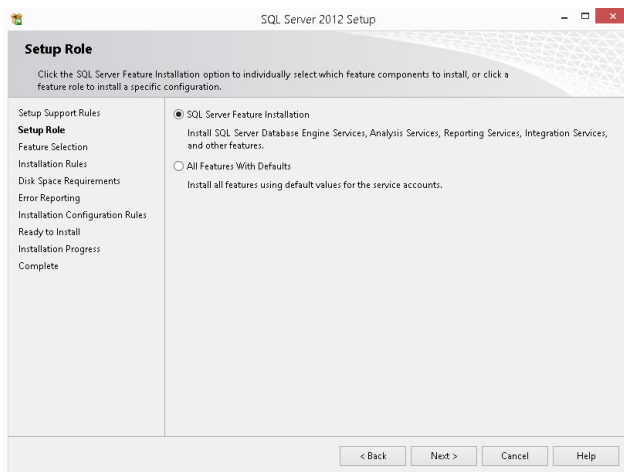 SQL Server 2012 Setup
Setup Role
Click the SQL Server Feature Installation option to individually select which feature components to install, or click a
feature role to install a specific configuration.
Setup Support Rules
Setup Role
Feature Selection
Installation Rules
Disk Space Requirements
Error Reporting
Installation Configuration Rules
Ready to Install
Installation Progress
Complete
SQL Server Feature Installation
Install SQL Server Database Engine Services, Analysis Services, Reporting Services, Integration Services,
and other features.
All Features With Defaults
Install all features using default values for the service accounts.
< Back
Next >
Cancel
Help